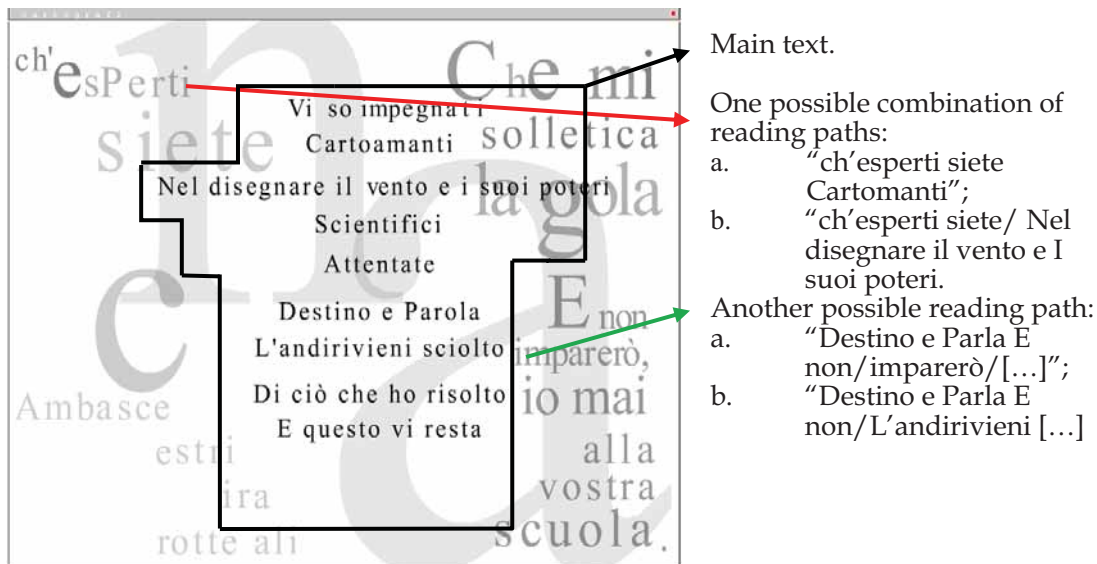 ch'esPerti
siete
c
n
a
Ambasce
estri
ira
rotte ali
Vi so impegnati
Cartoamanti
Nel disegnare il vento e i suoi poteri
Scientifici
Attentate
Destino e Parola
L'andirivieni sciolto
Di ciò che ho risolto
E questo vi resta
Che mi
solletica
la gola
E non
imparerò,
io mai
alla
vostra
scuola.
Main text.
One possible combination of
reading paths:
a. “ch'esperti siete
Cartomanti”;
b. “ch'esperti siete/ Nel
disegnare il vento e I
suoi poteri.
Another possible reading path:
a. “Destino e Parla E
non/imparerò/[…]”;
b. “Destino e Parla E
non/L'andirivieni […]